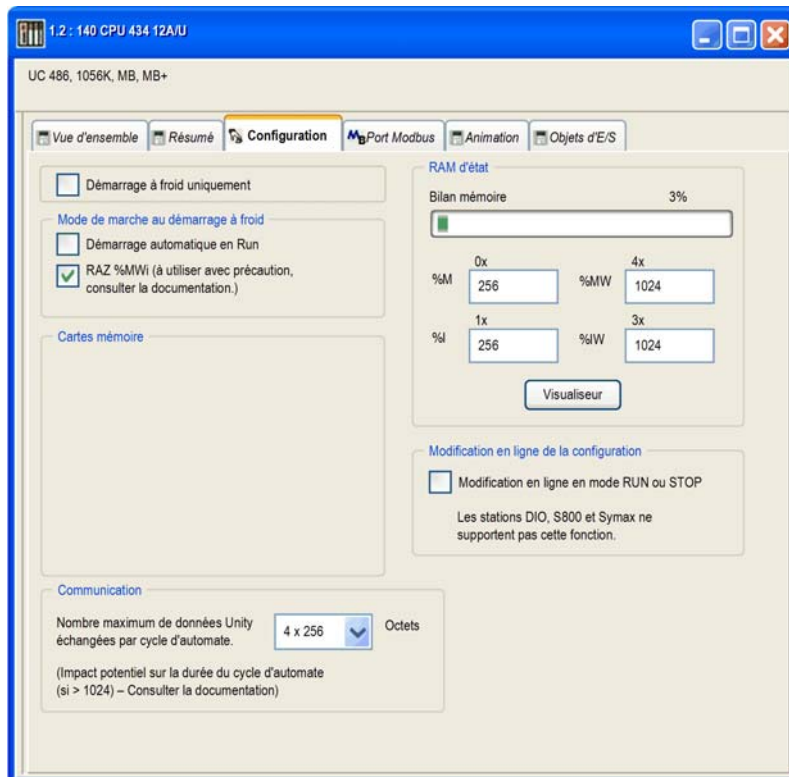 1.2 : 140 CPU 434 12A/U
UC 486, 1056K, MB, MB+
Vue d'ensemble
Résumé
Configuration
MB Port Modbus
Animation
Objets d'E/S
Démarrage à froid uniquement
Mode de marche au démarrage à froid
Démarrage automatique en Run
RAZ %MWi (à utiliser avec précaution,
consulter la documentation.)
Cartes mémoire
RAM d'état
Bilan mémoire 3%
0x 4x
%M 256 %MW 1024
1x 3x
%I 256 %IW 1024
Visualiseur
Modification en ligne de la configuration
Modification en ligne en mode RUN ou STOP
Les stations DIO, S800 et Symax ne
supportent pas cette fonction.
Communication
Nombre maximum de données Unity
échangées par cycle d'automate.
4 x 256 Octets
(Impact potentiel sur la durée du cycle d'automate
(si > 1024) – Consulter la documentation)